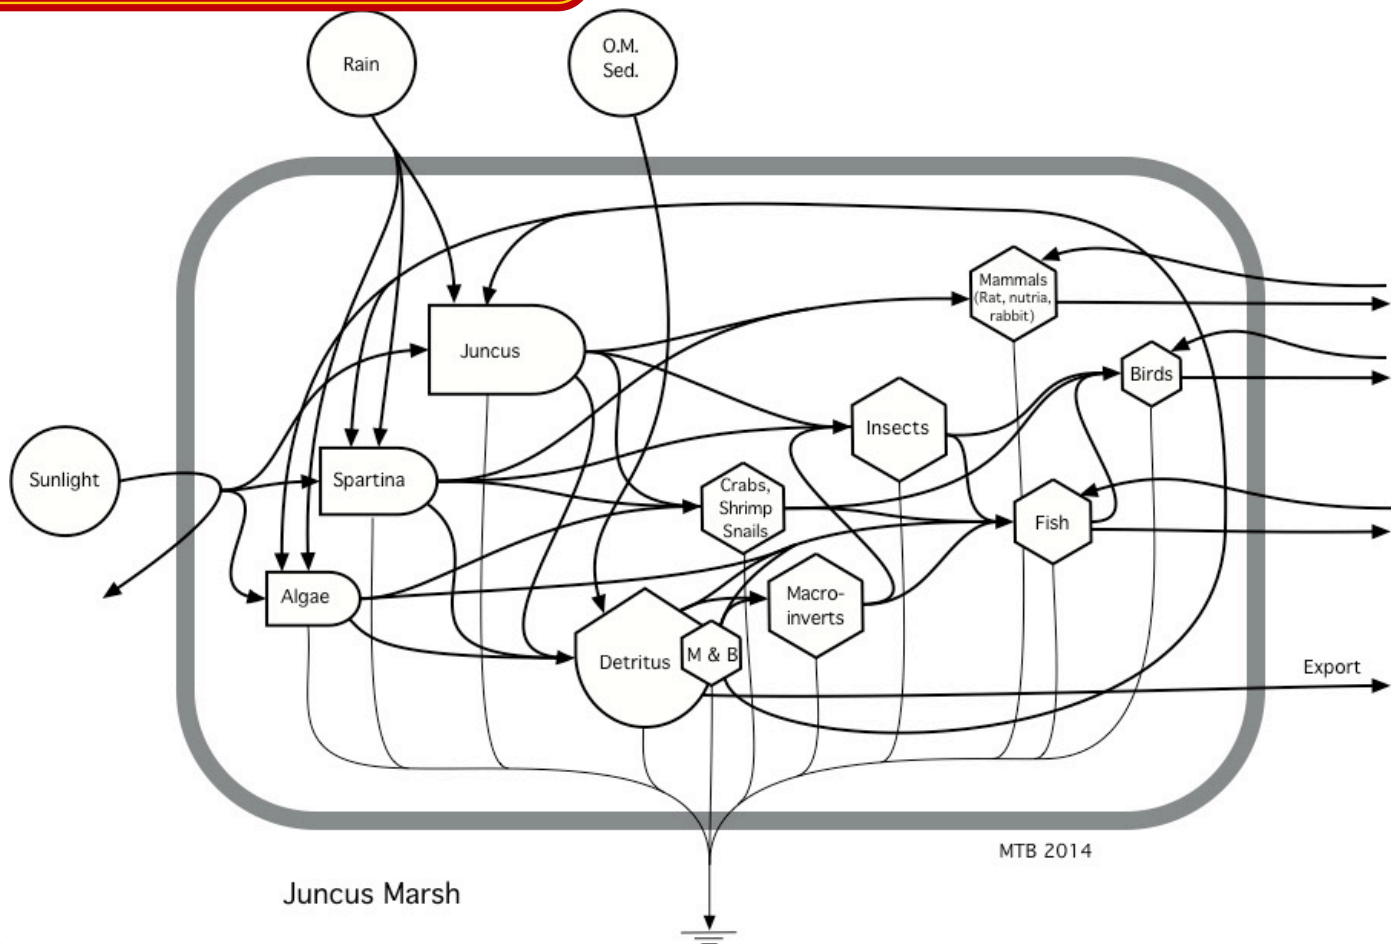 Rain
O.M.
Sed.
Mammals
(Rat, nutria,
rabbit)
Juncus
Birds
Insects
Sunlight
Spartina
Crabs,
Shrimp
Snails
Fish
Algae
Macro-
inverts
Detritus
M & B
Export
MTB 2014
Juncus Marsh